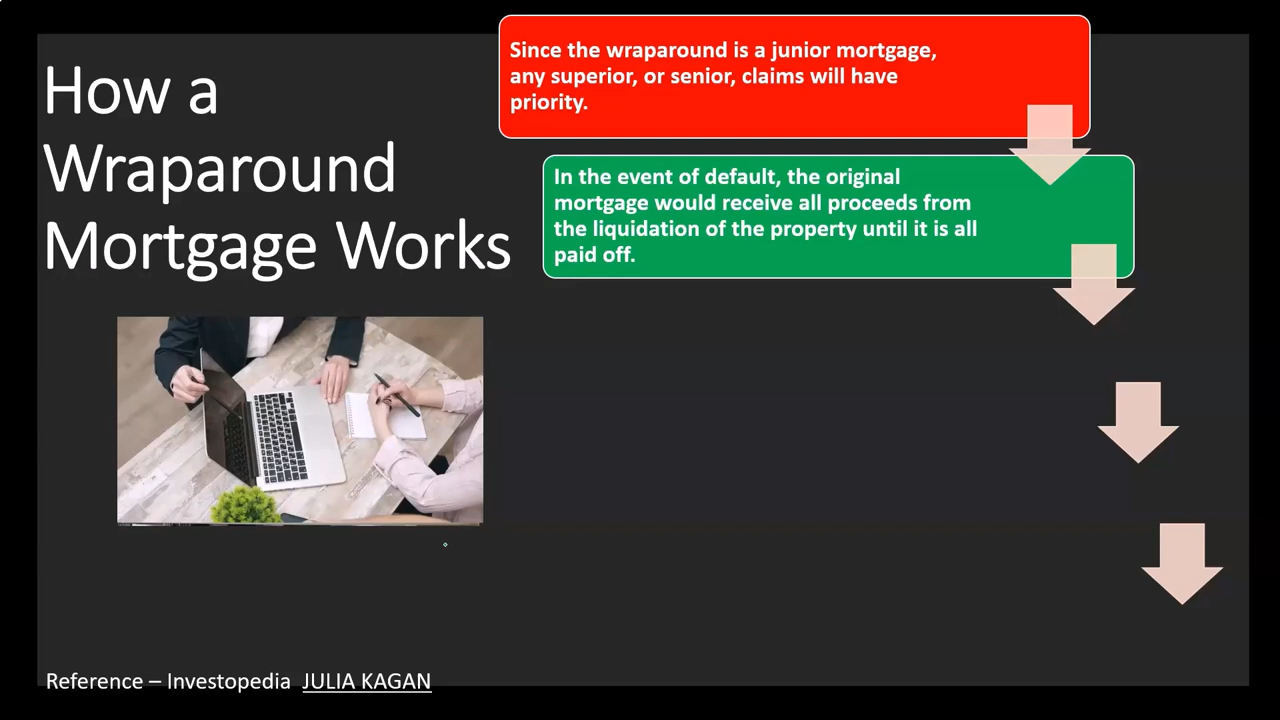 How a
Wraparound
Mortgage Works
Since the wraparound is a junior mortgage,
any superior, or senior, claims will have
priority.
In the event of default, the original
mortgage would receive all proceeds from
the liquidation of the property until it is all
paid off.
Reference – Investopedia JULIA KAGAN